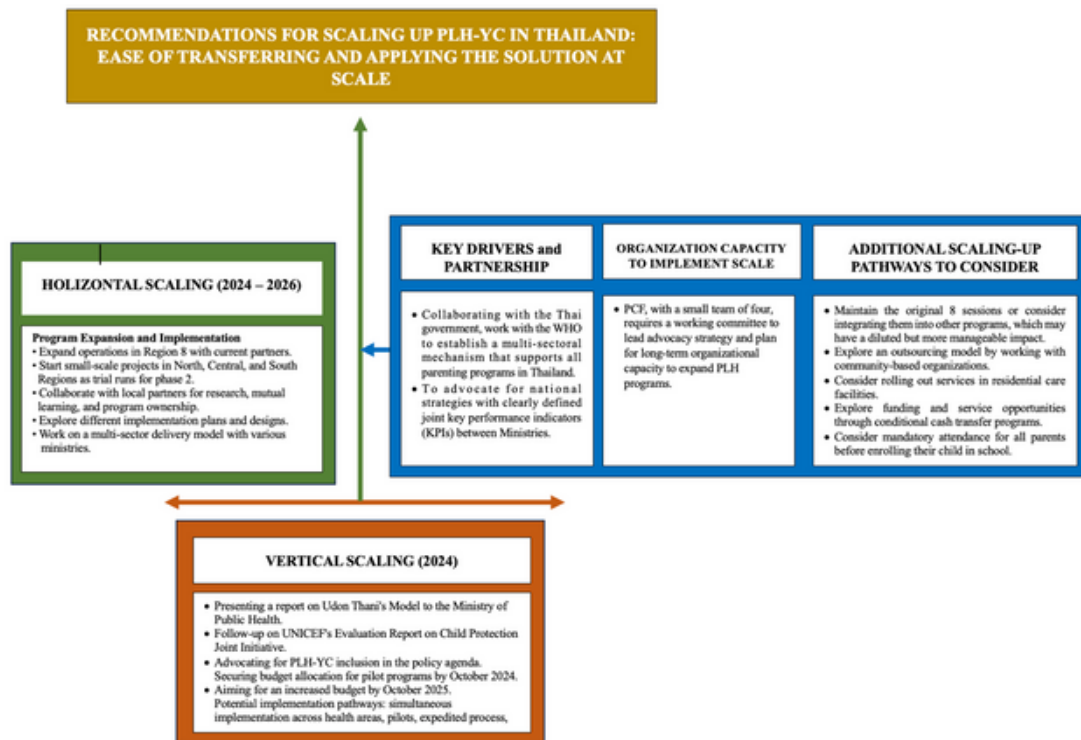 RECOMMENDATIONS FOR SCALING UP PLH-YC IN THAILAND:
EASE OF TRANSFERRING AND APPLYING THE SOLUTION AT
SCALE
HOLIZONTAL SCALING (2024 – 2026)
Program Expansion and Implementation
• Expand operations in Region 8 with current partners.
• Start small-scale projects in North, Central, and South
Regions as trial runs for phase 2.
• Collaborate with local partners for research, mutual
learning, and program ownership.
• Explore different implementation plans and designs.
• Work on a multi-sector delivery model with various
ministries.
KEY DRIVERS and
PARTNERSHIP
• Collaborating with the Thai
government, work with the WHO
to establish a multi-sectoral
mechanism that supports all
parenting programs in Thailand.
• To advocate for national
strategies with clearly defined
joint key performance indicators
(KPIs) between Ministries.
ORGANIZATION CAPACITY
TO IMPLEMENT SCALE
• PCF, with a small team of four,
requires a working committee to
lead advocacy strategy and plan
for long-term organizational
capacity to expand PLH
programs.
ADDITIONAL SCALING-UP
PATHWAYS TO CONSIDER
• Maintain the original 8 sessions or consider
integrating them into other programs, which may
have a diluted but more manageable impact.
• Explore an outsourcing model by working with
community-based organizations.
• Consider rolling out services in residential care
facilities.
• Explore funding and service opportunities
through conditional cash transfer programs.
• Consider mandatory attendance for all parents
before enrolling their child in school.
VERTICAL SCALING (2024)
• Presenting a report on Udon Thani's Model to the Ministry of
Public Health.
• Follow-up on UNICEF's Evaluation Report on Child Protection
Joint Initiative.
• Advocating for PLH-YC inclusion in the policy agenda.
Securing budget allocation for pilot programs by October 2024.
• Aiming for an increased budget by October 2025.
Potential implementation pathways: simultaneous
implementation across health areas, pilots, expedited process,